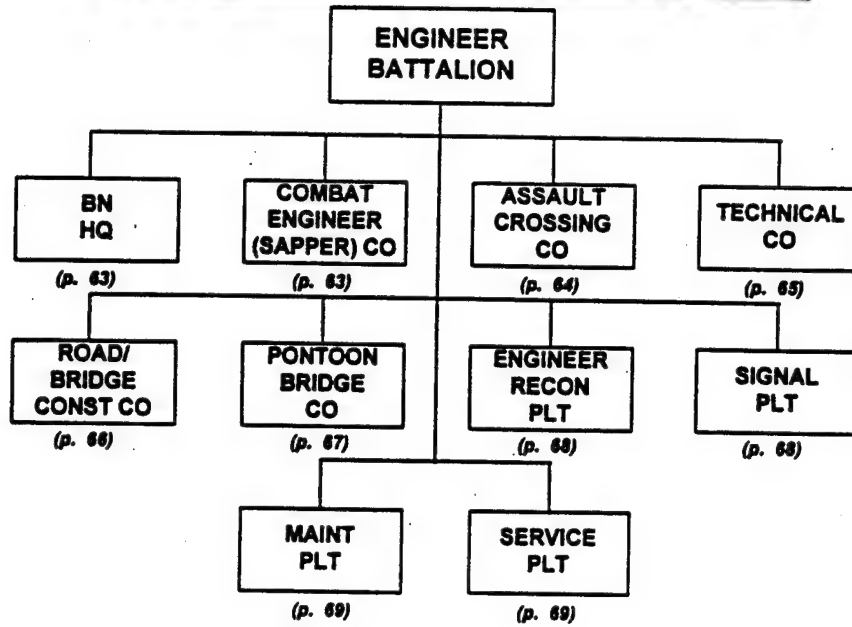 ENGINEER
BATTALION
BN
HQ
(p. 63)
COMBAT
ENGINEER
(SAPPER) CO
(p. 63)
ASSAULT
CROSSING
CO
(p. 64)
TECHNICAL
CO
(p. 65)
ROAD/
BRIDGE
CONST CO
(p. 66)
PONTOON
BRIDGE
CO
(p. 67)
ENGINEER
RECON
PLT
(p. 68)
SIGNAL
PLT
(p. 68)
MAINT
PLT
(p. 69)
SERVICE
PLT
(p. 69)